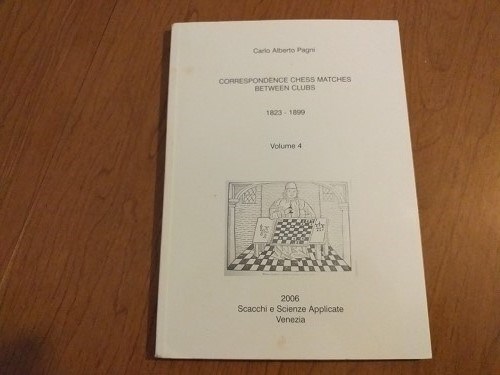 Carlo Alberto Pagni
CORRESPONDENCE CHESS MATCHES
BETWEEN CLUBS
1823 - 1899
Volume 4
2006
Scacchi e Scienze Applicate
Venezia